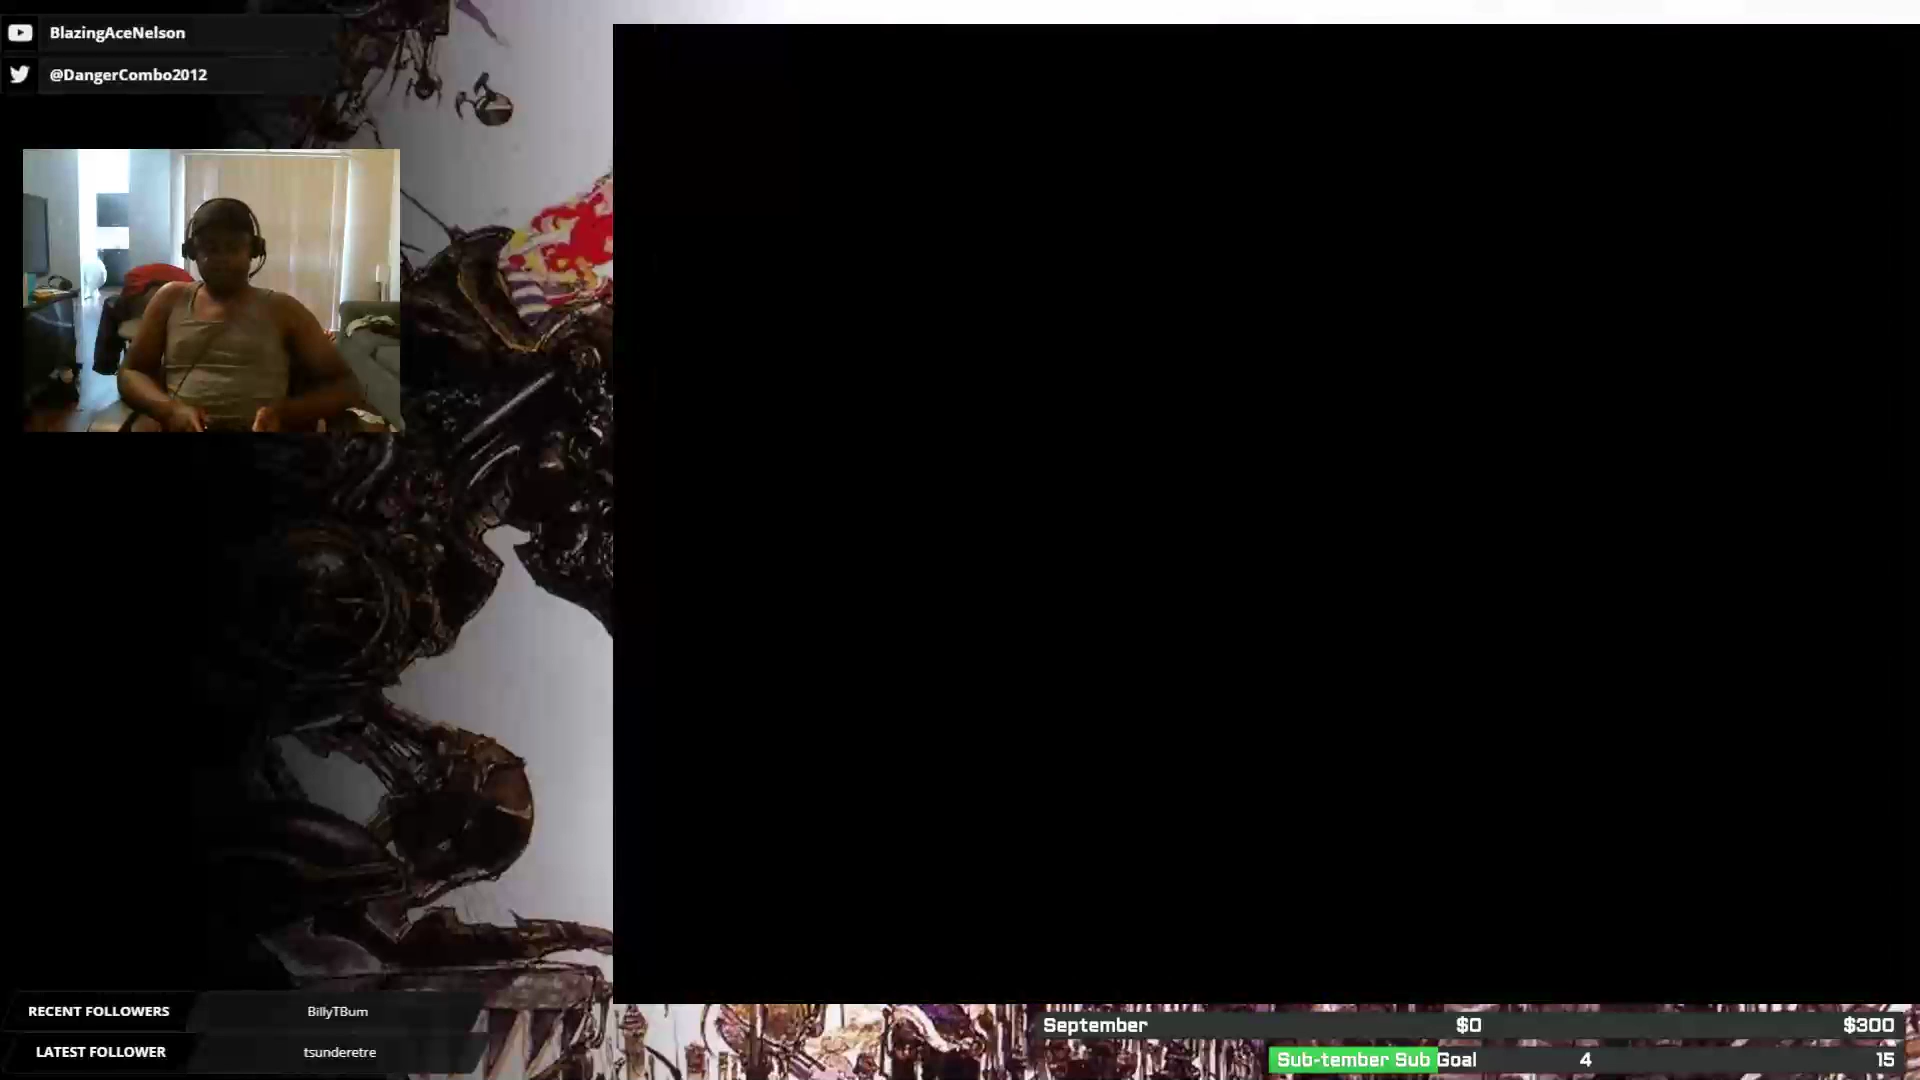 BlazingAceNelson
@DangerCombo2012
RECENT FOLLOWERS BillyTBum
LATEST FOLLOWER tsunderetre
September $0 $300
Sub-tember Sub Goal 4 15